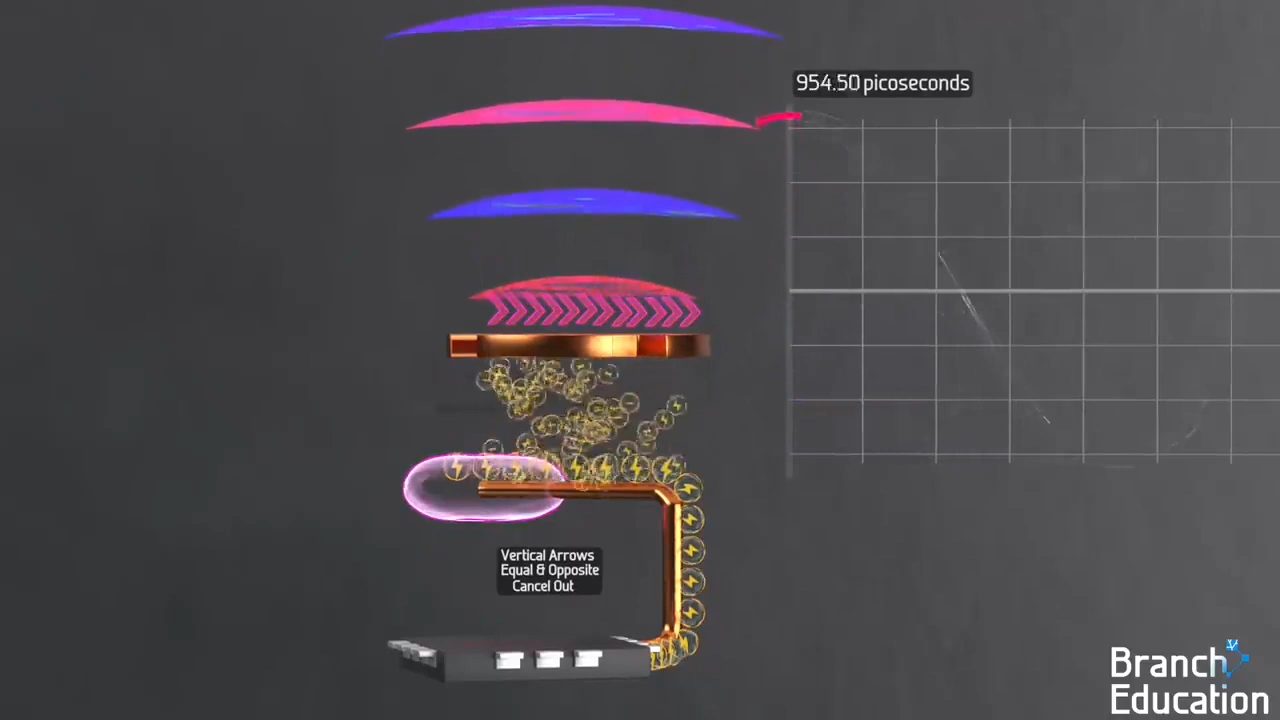 954.50 picoseconds
Vertical Arrows
Equal & Opposite
Cancel Out
Branch
Education